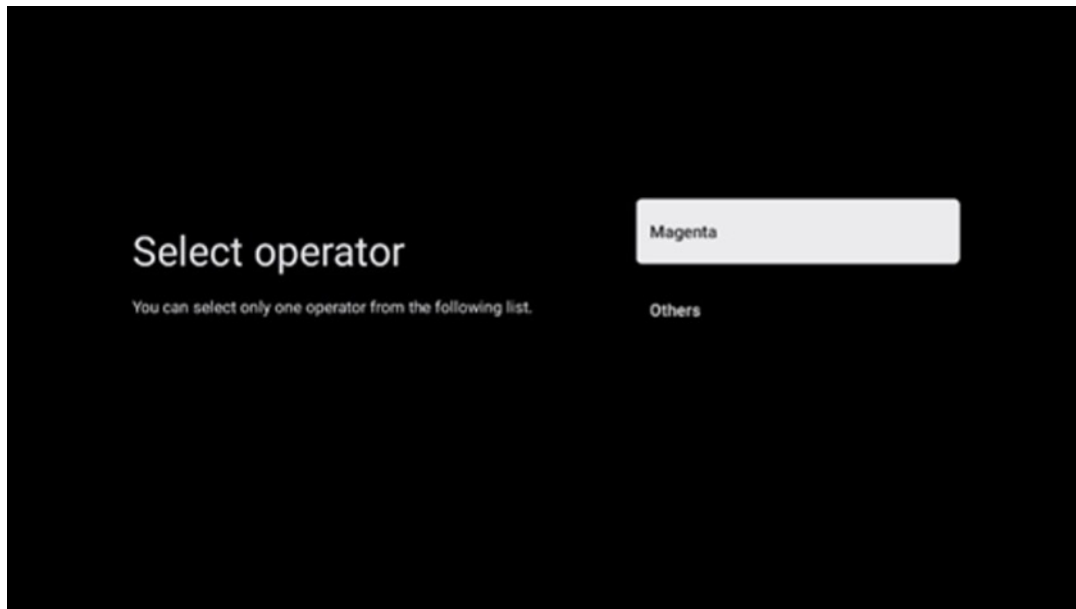 Select operator
You can select only one operator from the following list.
Magenta
Others